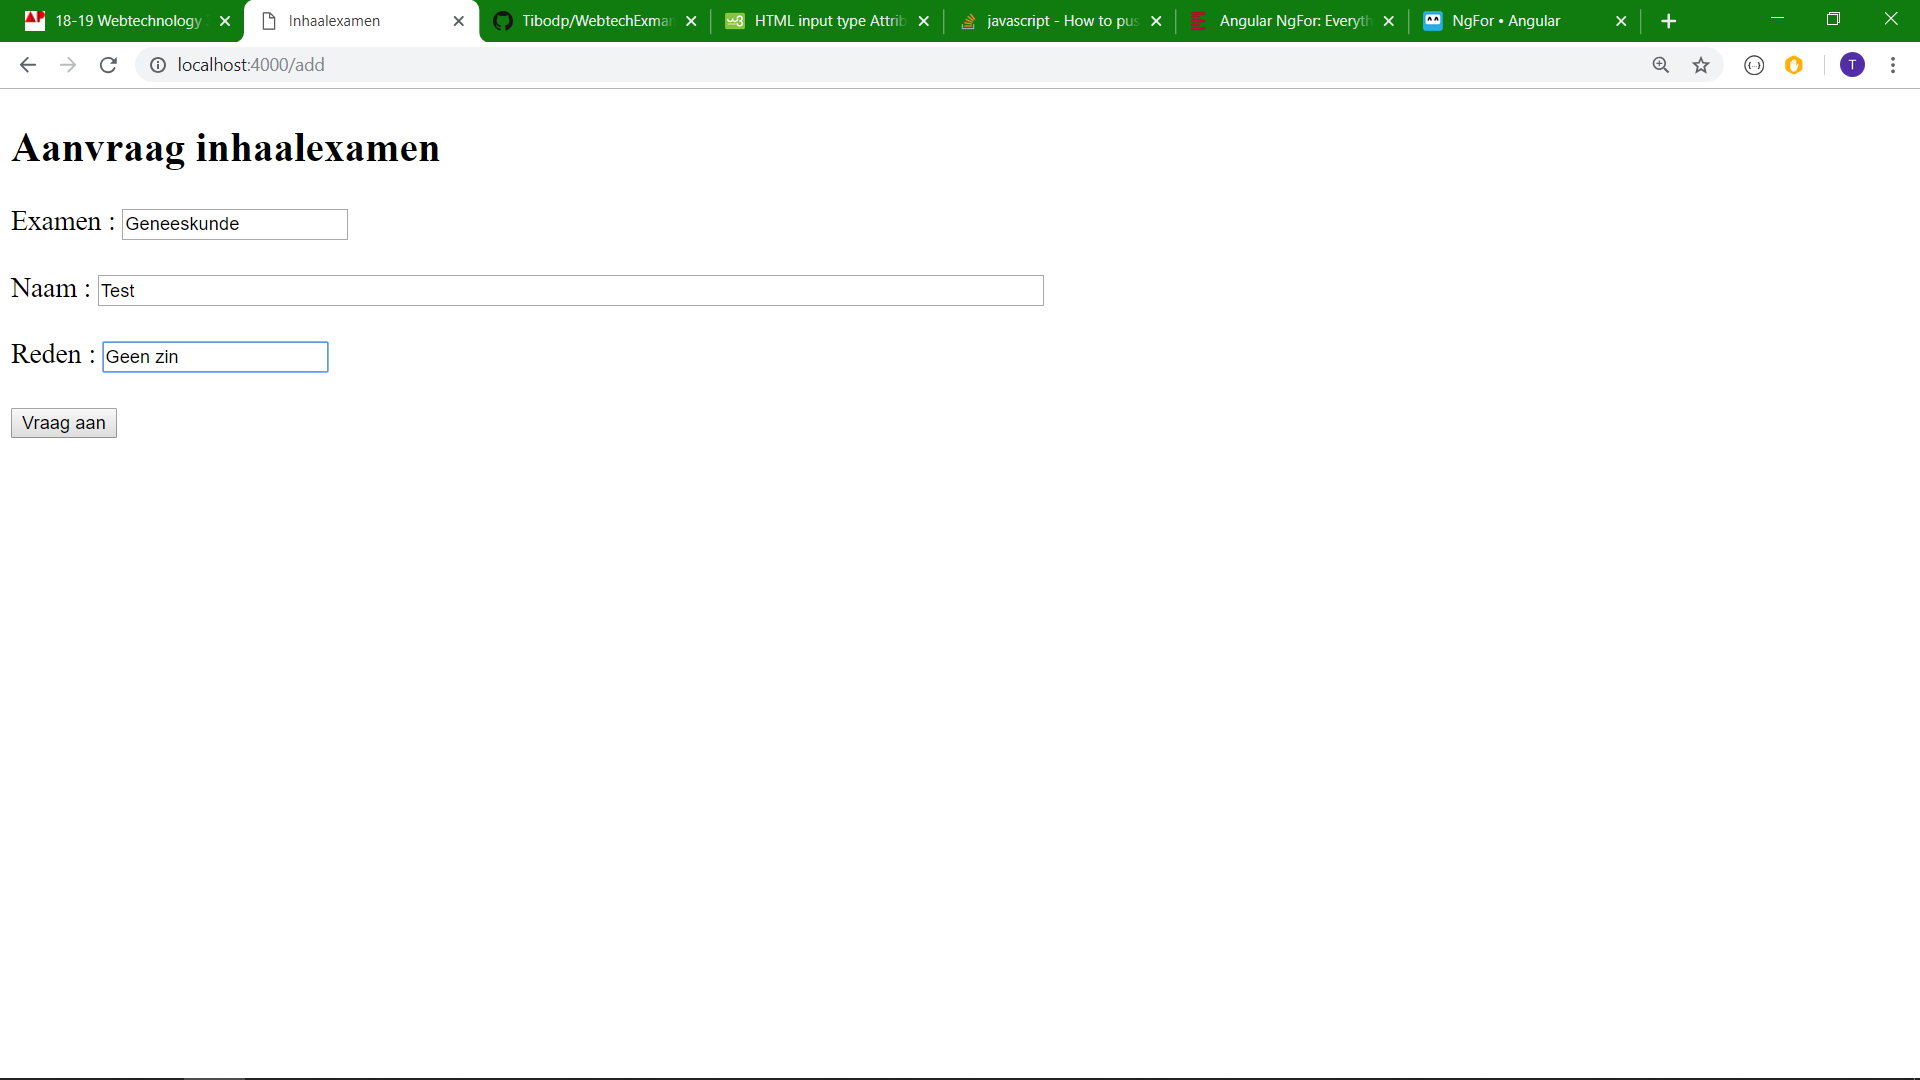 18-19 Webtechnology
Inhaalexamen
Tibodp/WebtechExman
HTML input type Attrib
javascript - How to pus
Angular NgFor: Everyth
NgFor • Angular
localhost:4000/add
T
Aanvraag inhaalexamen
Examen : Geneeskunde
Naam : Test
Reden : Geen zin
Vraag aan